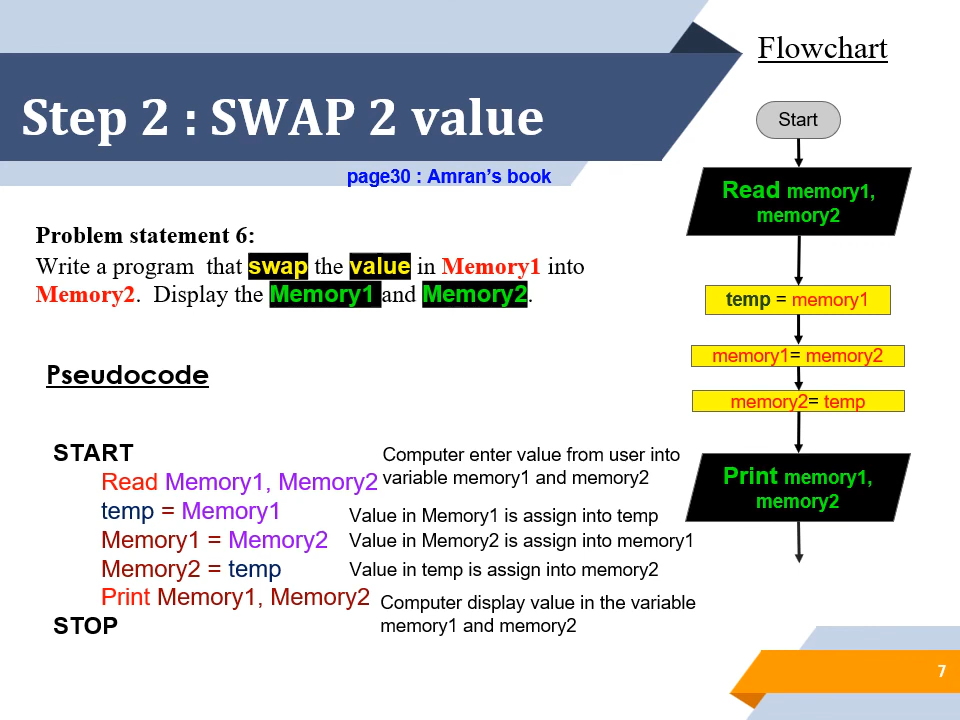 Step 2 : SWAP 2 value
page30 : Amran's book
Problem statement 6:
Write a program that swap the value in Memory1 into
Memory2. Display the Memory1 and Memory2.
Pseudocode
START
Read Memory1, Memory2
temp = Memory1
Memory1 = Memory2
Memory2 = temp
Print Memory1, Memory2
STOP
Computer enter value from user into
variable memory1 and memory2
Value in Memory1 is assign into temp
Value in Memory2 is assign into memory1
Value in temp is assign into memory2
Computer display value in the variable
memory1 and memory2
Flowchart
Start
Read memory1,
memory2
temp = memory1
memory1= memory2
memory2= temp
Print memory1,
memory2
7